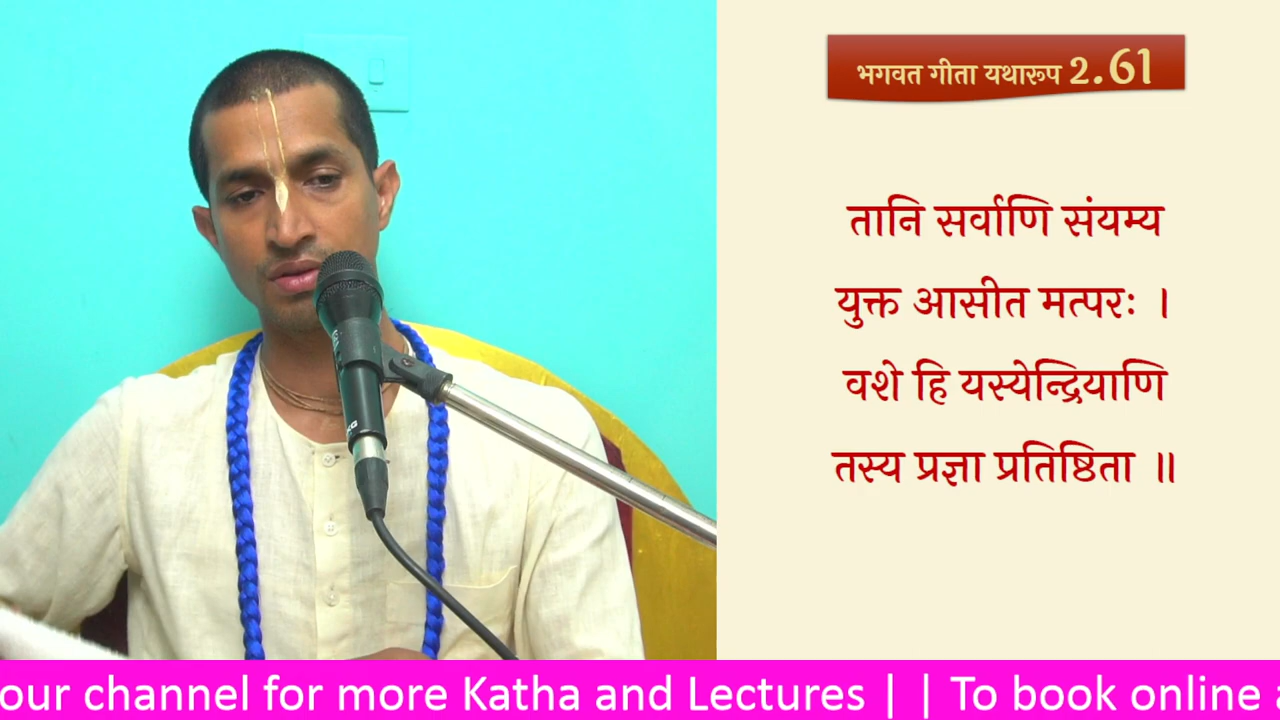 भगवत गीता यथारूप 2.61
तानि सर्वाणि संयम्य
युक्त आसीत मत्परः ।
वशे हि यस्येन्द्रियाणि
तस्य प्रज्ञा प्रतिष्ठिता ॥
our channel for more Katha and Lectures | | To book online